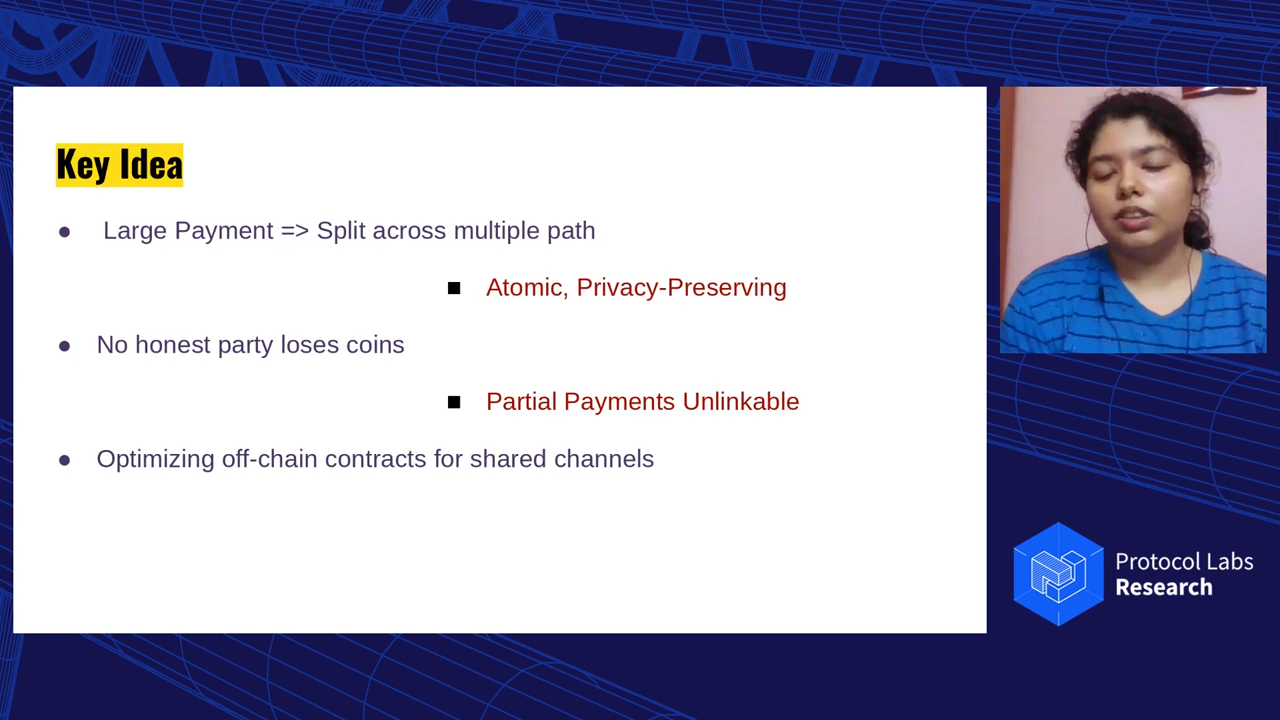 Key Idea
● Large Payment => Split across multiple path
■ Atomic, Privacy-Preserving
● No honest party loses coins
■ Partial Payments Unlinkable
● Optimizing off-chain contracts for shared channels
Protocol Labs
Research